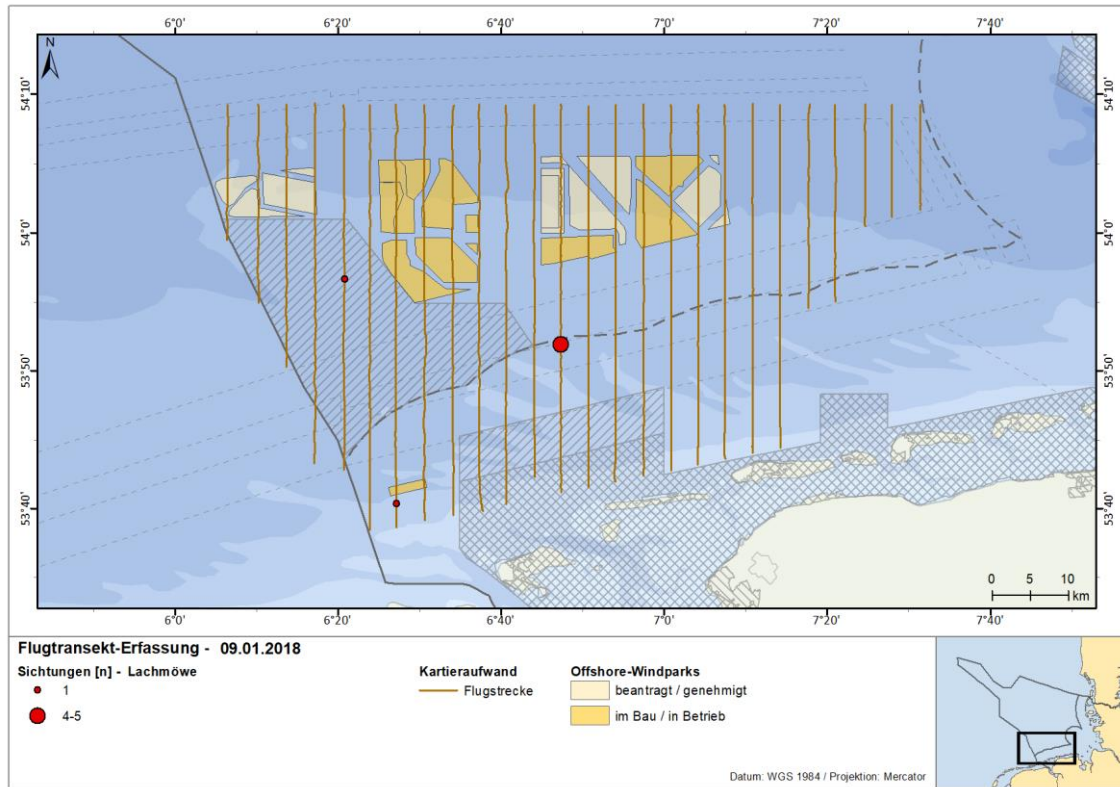 6°0' 6°20' 6°40' 7°0' 7°20' 7°40'
N
54°10' 54°10'
54°0' 54°0'
53°50' 53°50'
53°40' 53°40'
0 5 10
km
6°0' 6°20' 6°40' 7°0' 7°20' 7°40'
Flugtransekt-Erfassung - 09.01.2018
Sichtungen [n] - Lachmöwe
1
4-5
Kartieraufwand
Flugstrecke
Offshore-Windparks
beantragt / genehmigt
im Bau / in Betrieb
Datum: WGS 1984 / Projektion: Mercator